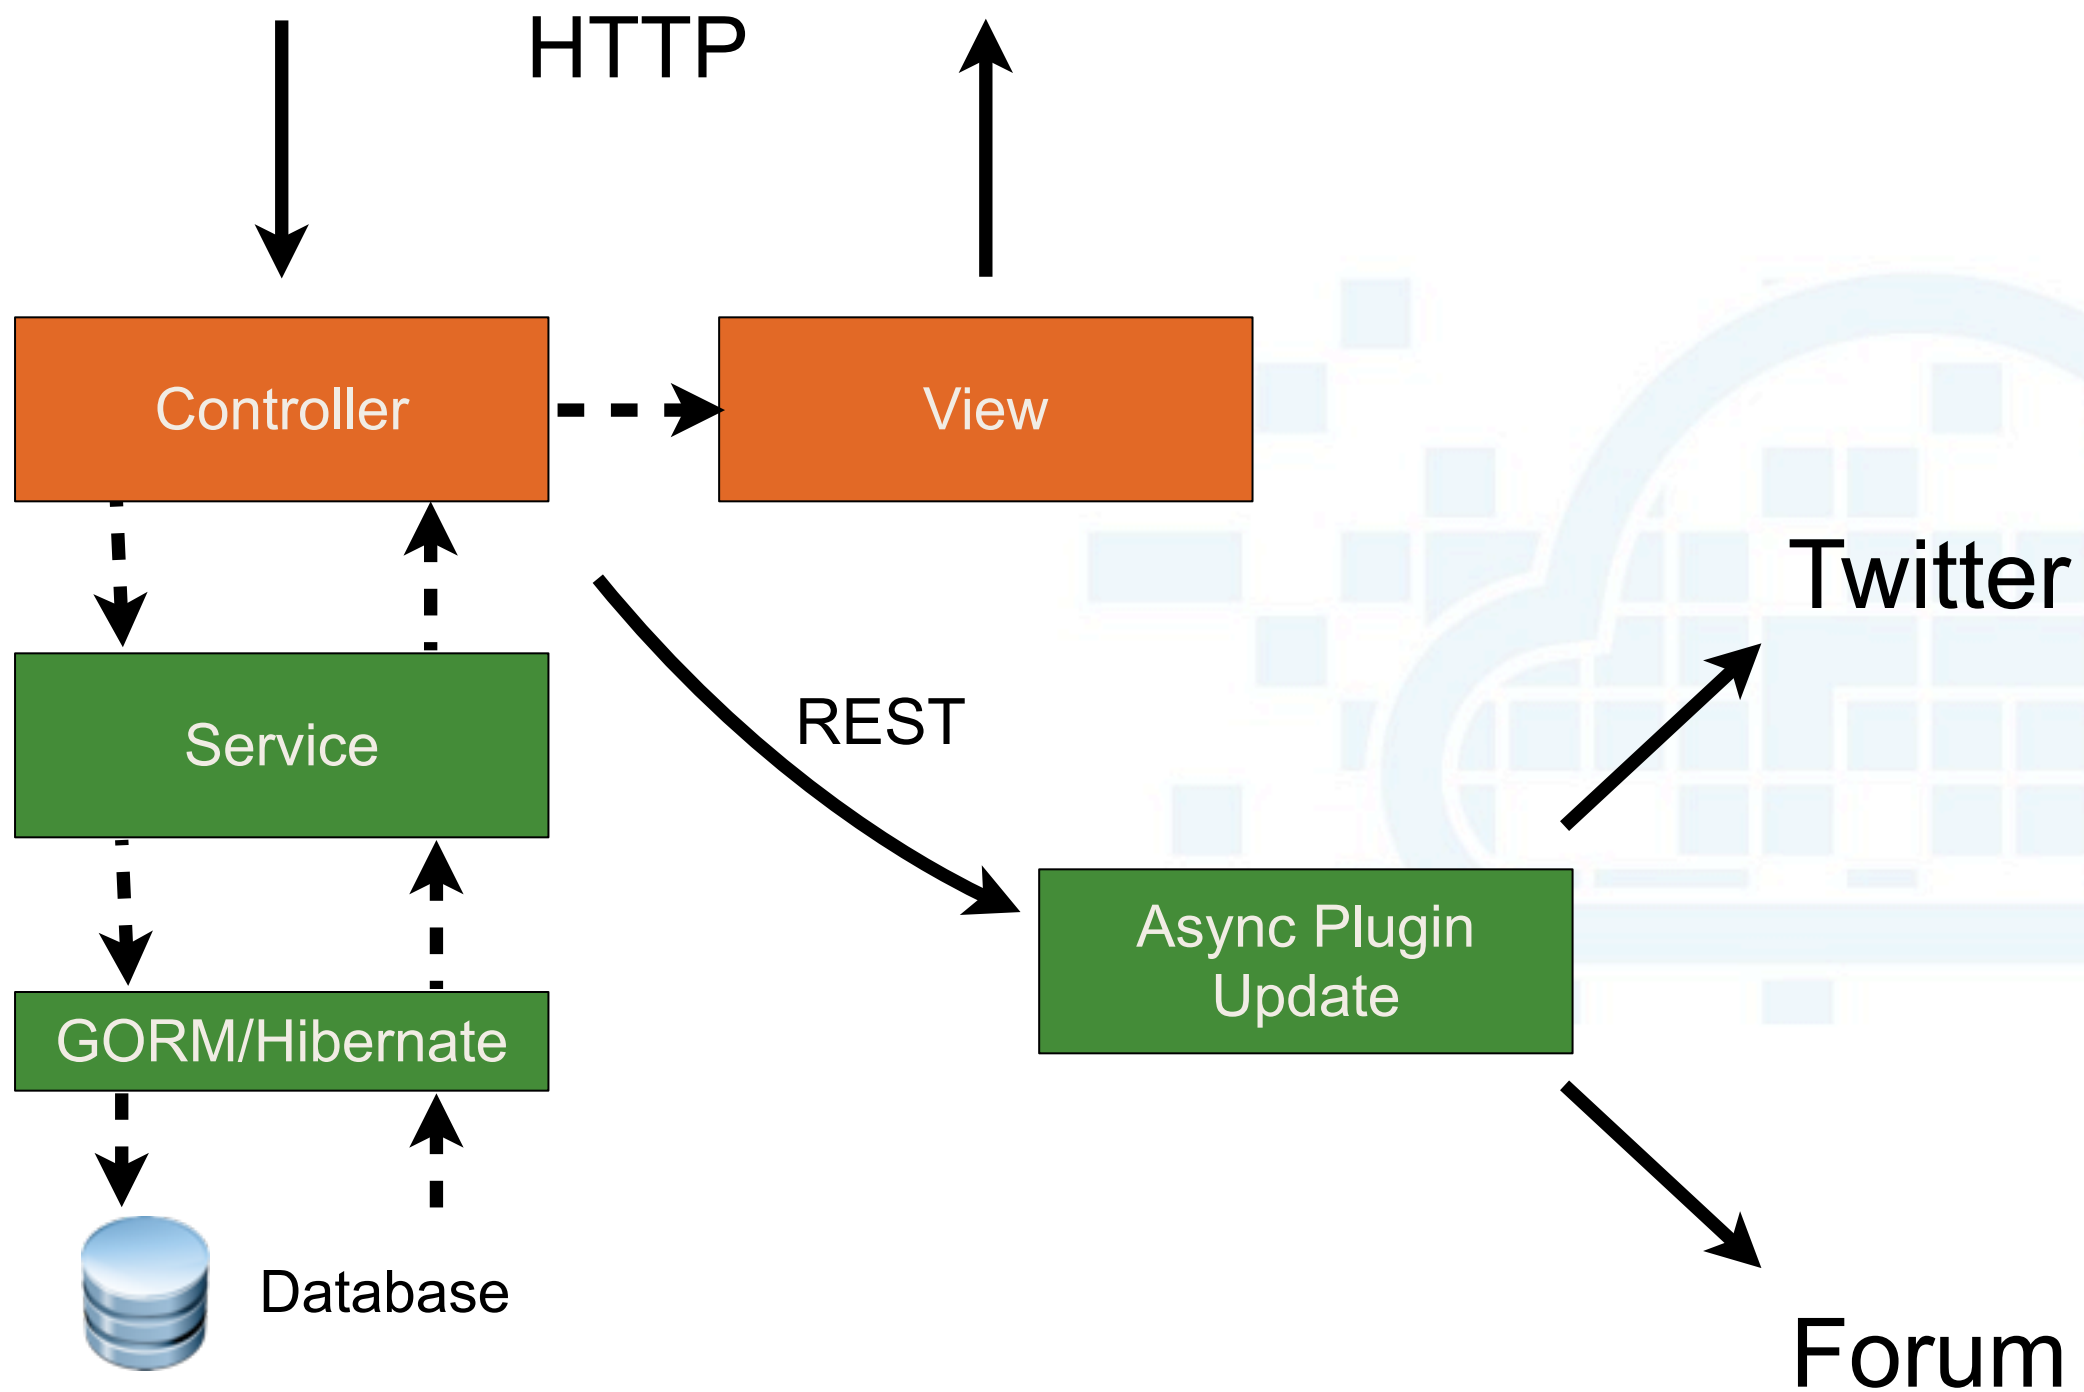 HTTP
Controller
View
Twitter
Service
REST
Async Plugin
Update
GORM/Hibernate
Database
Forum